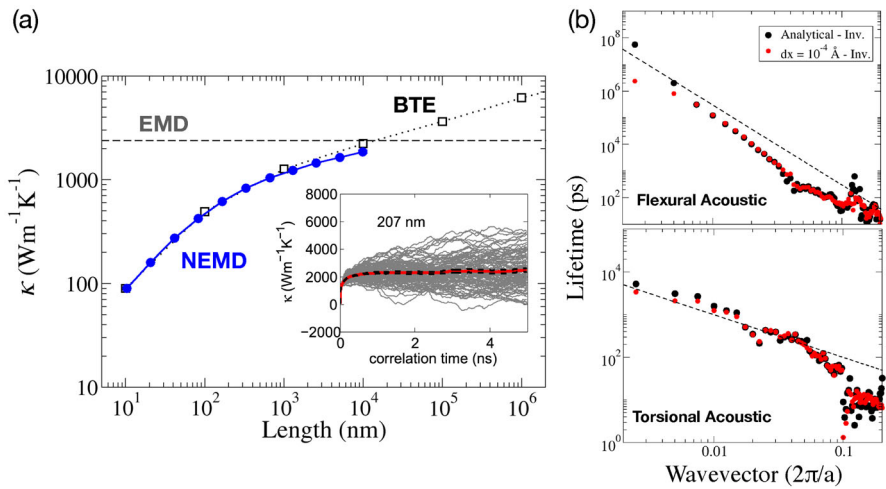 (a)
10000
1000
100
10
κ (Wm⁻¹K⁻¹)
EMD
BTE
NEMD
8000
6000
4000
2000
0
−2000
κ (Wm⁻¹K⁻¹)
207 nm
0
2
4
correlation time (ns)
10¹
10²
10³
10⁴
10⁵
10⁶
Length (nm)
(b)
10⁸
10⁶
10⁴
10²
Analytical - Inv.
dx = 10⁻⁴ Å - Inv.
Flexural Acoustic
Lifetime (ps)
10⁴
10²
10⁰
Torsional Acoustic
0.01
0.1
Wavevector (2π/a)